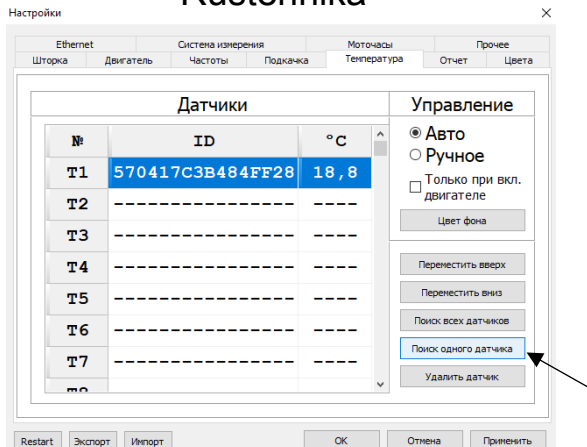 Rustehnika
Настройки
Ethernet Система измерения Моточасы Прочее
Шторка Двигатель Частоты Подкачка Температура Отчет Цвета
Датчики
№ ID °C
T1 570417C3B484FF28 18,8
T2 ---------------- ----
T3 ---------------- ----
T4 ---------------- ----
T5 ---------------- ----
T6 ---------------- ----
T7 ---------------- ----
Управление
Авто
Ручное
Только при вкл.
двигателе
Цвет фона
Переместить вверх
Переместить вниз
Поиск всех датчиков
Поиск одного датчика
Удалить датчик
Restart Экспорт Импорт OK Отмена Применить